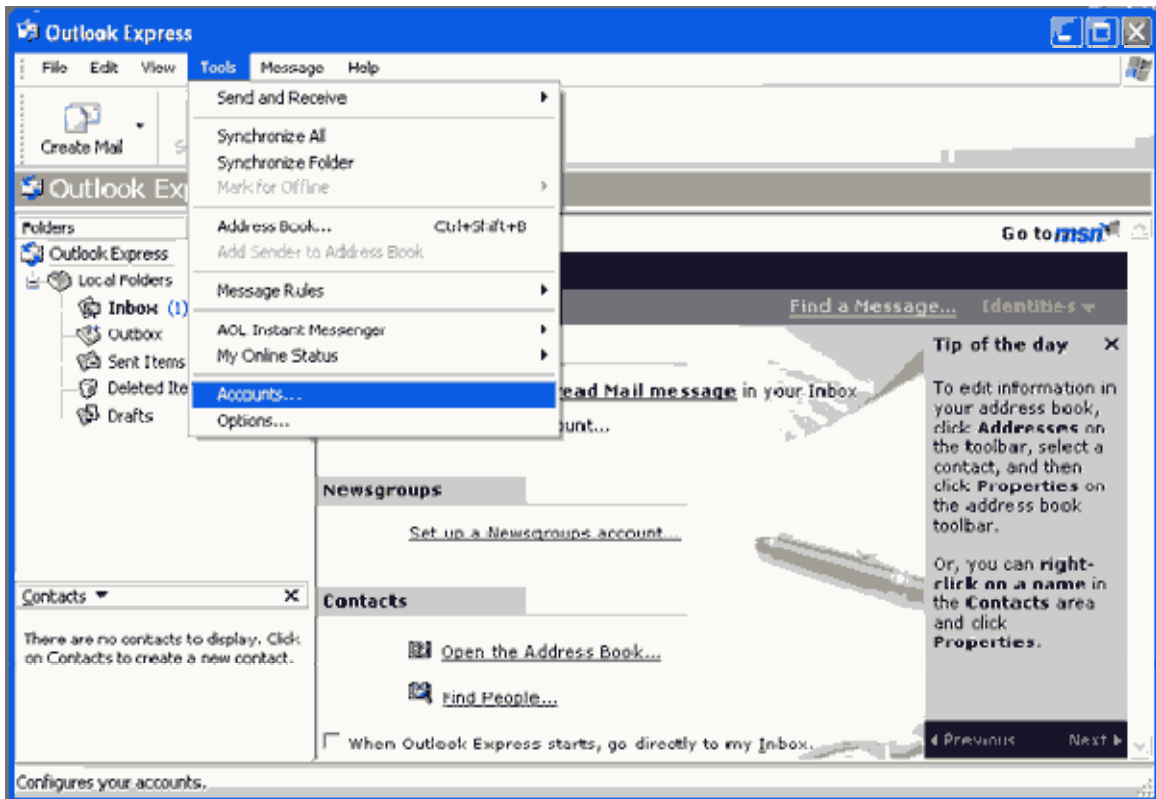 Outlook Express
File Edit View Tools Message Help
Create Mail
Send and Receive
Synchronize All
Synchronize Folder
Mark for Offline
Address Book... Ctrl+Shift+B
Add Sender to Address Book
Message Rules
AOL Instant Messenger
My Online Status
Accounts...
Options...
Outlook Exp
Folders
Outlook Express
Local Folders
Inbox (1)
Outbox
Sent Items
Deleted Ite
Drafts
Go to msn
Find a Message... Identities
ead Mail message in your Inbox
ount...
Newsgroups
Set up a Newsgroups account...
Contacts
Open the Address Book...
Find People...
When Outlook Express starts, go directly to my Inbox.
Tip of the day
To edit information in
your address book,
click Addresses on
the toolbar, select a
contact, and then
click Properties on
the address book
toolbar.
Or, you can right-
click on a name in
the Contacts area
and click
Properties.
Previous Next
Contacts
There are no contacts to display. Click
on Contacts to create a new contact.
Configures your accounts.